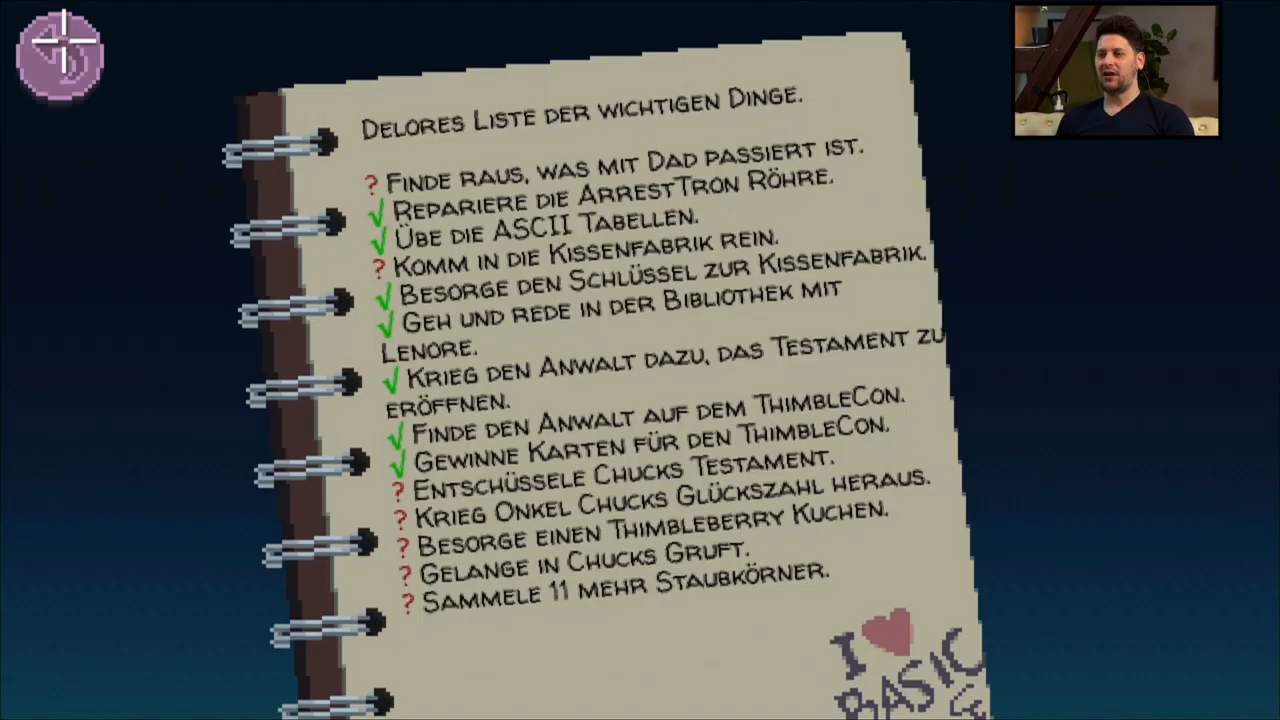 Delores Liste der wichtigen Dinge.
? Finde raus, was mit Dad passiert ist.
√ Repariere die ArrestTron Röhre.
√ Übe die ASCII Tabellen.
? Komm in die Kissenfabrik rein.
√ Besorge den Schlüssel zur Kissenfabrik.
√ Geh und rede in der Bibliothek mit
Lenore.
√ Krieg den Anwalt dazu, das Testament zu
eröffnen.
√ Finde den Anwalt auf dem ThimbleCon.
√ Gewinne Karten für den ThimbleCon.
? Entschüssele Chucks Testament.
? Krieg Onkel Chucks Glückszahl heraus.
? Besorge einen Thimbleberry Kuchen.
? Gelange in Chucks Gruft.
? Sammele 11 mehr Staubkörner.
I ❤
BASIC